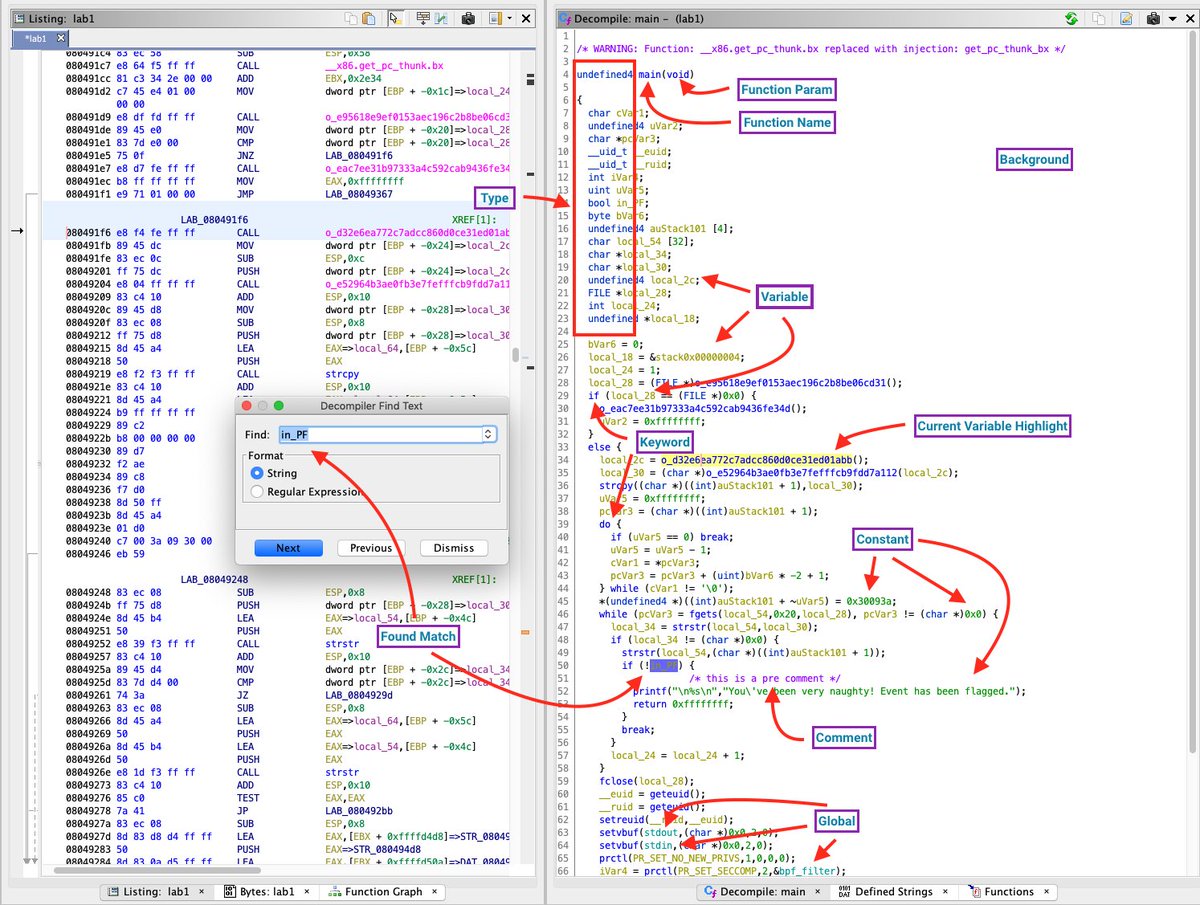 Listing: lab1
*lab1
080491c4 83 ec 58 SUB ESP,0x58
080491c7 e8 64 f5 ff ff CALL __x86.get_pc_thunk.bx
080491cc 81 c3 34 2e 00 00 ADD EBX,0x2e34
080491d2 c7 45 e4 01 00 MOV dword ptr [EBP + -0x1c]=>local_24
00 00
080491d9 e8 df fd ff ff CALL o_e95618e9ef0153aec196c2b8be06cd3
080491de 89 45 e0 MOV dword ptr [EBP + -0x20]=>local_28
080491e1 83 7d e0 00 CMP dword ptr [EBP + -0x20]=>local_28
080491e5 75 0f JNZ LAB_080491f6
080491e7 e8 d7 fe ff ff CALL o_eac7ee31b97333a4c592cab9436fe34
080491ec b8 ff ff ff ff MOV EAX,0xffffffff
080491f1 e9 71 01 00 00 JMP LAB_08049367
LAB_080491f6 XREF[1]:
080491f6 e8 f4 fe ff ff CALL o_d32e6ea772c7adcc860d0ce31ed01ab
080491fb 89 45 dc MOV dword ptr [EBP + -0x24]=>local_2c
080491fe 83 ec 0c SUB ESP,0xc
08049201 ff 75 dc PUSH dword ptr [EBP + -0x24]=>local_2c
08049204 e8 04 ff ff ff CALL o_e52964b3ae0fb3e7fefffcb9fdd7a11
08049209 83 c4 10 ADD ESP,0x10
0804920c 89 45 d8 MOV dword ptr [EBP + -0x28]=>local_30
0804920f 83 ec 08 SUB ESP,0x8
08049212 ff 75 d8 PUSH dword ptr [EBP + -0x28]=>local_30
08049215 8d 45 a4 LEA EAX=>local_64,[EBP + -0x5c]
08049218 50 PUSH EAX
08049219 e8 f2 f3 ff ff CALL strcpy
0804921e 83 c4 10 ADD ESP,0x10
08049221 8d 45 a4
08049224 b9 ff ff ff ff
08049229 89 c2
0804922b b8 00 00 00 00
08049230 89 d7
08049232 f2 ae
08049234 89 c8
08049236 f7 d0
08049238 8d 50 ff
0804923b 8d 45 a4
0804923e 01 d0
08049240 c7 00 3a 09 30 00
08049246 eb 59
LAB_08049248 XREF[1]:
08049248 83 ec 08 SUB ESP,0x8
0804924b ff 75 d8 PUSH dword ptr [EBP + -0x28]=>local_30
0804924e 8d 45 b4 LEA EAX=>local_54,[EBP + -0x4c]
08049251 50 PUSH EAX
08049252 e8 39 f3 ff ff CALL strstr
08049257 83 c4 10 ADD ESP,0x10
0804925a 89 45 d4 MOV dword ptr [EBP + -0x2c]=>local_34
0804925d 83 7d d4 00 CMP dword ptr [EBP + -0x2c]=>local_34
08049261 74 3a JZ LAB_0804929d
08049263 83 ec 08 SUB ESP,0x8
08049266 8d 45 a4 LEA EAX=>local_64,[EBP + -0x5c]
08049269 50 PUSH EAX
0804926a 8d 45 b4 LEA EAX=>local_54,[EBP + -0x4c]
0804926d 50 PUSH EAX
0804926e e8 1d f3 ff ff CALL strstr
08049273 83 c4 10 ADD ESP,0x10
08049276 85 c0 TEST EAX,EAX
08049278 7a 41 JP LAB_080492bb
0804927a 83 ec 08 SUB ESP,0x8
0804927d 8d 83 d8 d4 ff ff LEA EAX,[EBX + 0xffffd4d8]=>STR_08049
08049283 50 PUSH EAX=>STR_080494d8
08049284 8d 83 0a d5 ff ff LEA EAX,[EBX + 0xffffd50a]=>DAT_0804
Decompiler Find Text
Find: in_PF
Format
String
Regular Expression
Next Previous Dismiss
Type
Found Match
Listing: lab1 × Bytes: lab1 × Function Graph ×
Decompile: main – (lab1)
1
2 /* WARNING: Function: __x86.get_pc_thunk.bx replaced with injection: get_pc_thunk_bx */
3
4 undefined4 main(void)
5
6 {
7 char cVar1;
8 undefined4 uVar2;
9 char *pcVar3;
10 __uid_t __euid;
11 __uid_t __ruid;
12 int iVar4;
13 uint uVar5;
14 bool in_PF;
15 byte bVar6;
16 undefined4 auStack101 [4];
17 char local_54 [32];
18 char *local_34;
19 char *local_30;
20 undefined4 local_2c;
21 FILE *local_28;
22 int local_24;
23 undefined *local_18;
24
25 bVar6 = 0;
26 local_18 = &stack0x00000004;
27 local_24 = 1;
28 local_28 = (FILE *)o_e95618e9ef0153aec196c2b8be06cd31();
29 if (local_28 == (FILE *)0x0) {
30 o_eac7ee31b97333a4c592cab9436fe34d();
31 uVar2 = 0xffffffff;
32 }
33 else {
34 local_2c = o_d32e6ea772c7adcc860d0ce31ed01abb();
35 local_30 = (char *)o_e52964b3ae0fb3e7fefffcb9fdd7a112(local_2c);
36 strcpy((char *)((int)auStack101 + 1),local_30);
37 uVar5 = 0xffffffff;
38 pcVar3 = (char *)((int)auStack101 + 1);
39 do {
40 if (uVar5 == 0) break;
41 uVar5 = uVar5 - 1;
42 cVar1 = *pcVar3;
43 pcVar3 = pcVar3 + (uint)bVar6 * -2 + 1;
44 } while (cVar1 != '\0');
45 *(undefined4 *)((int)auStack101 + ~uVar5) = 0x30093a;
46 while (pcVar3 = fgets(local_54,0x20,local_28), pcVar3 != (char *)0x0) {
47 local_34 = strstr(local_54,local_30);
48 if (local_34 != (char *)0x0) {
49 strstr(local_54,(char *)((int)auStack101 + 1));
50 if (!in_PF) {
51 /* this is a pre comment */
52 printf("\n%s\n","You\'ve been very naughty! Event has been flagged.");
53 return 0xffffffff;
54 }
55 break;
56 }
57 local_24 = local_24 + 1;
58 }
59 fclose(local_28);
60 __euid = geteuid();
61 __ruid = geteuid();
62 setreuid(__ruid,__euid);
63 setvbuf(stdout,(char *)0x0,2,0);
64 setvbuf(stdin,(char *)0x0,2,0);
65 prctl(PR_SET_NO_NEW_PRIVS,1,0,0,0);
66 iVar4 = prctl(PR_SET_SECCOMP,2,&bpf_filter);
Function Param
Function Name
Background
Variable
Keyword
Current Variable Highlight
Constant
Comment
Global
Decompile: main × Defined Strings × Functions ×